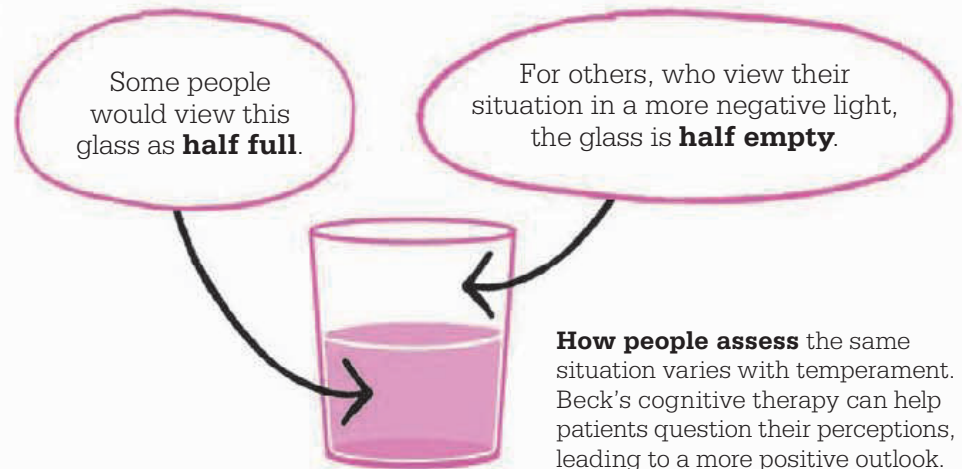 Some people
would view this
glass as half full.
For others, who view their
situation in a more negative light,
the glass is half empty.
How people assess the same
situation varies with temperament.
Beck's cognitive therapy can help
patients question their perceptions,
leading to a more positive outlook.